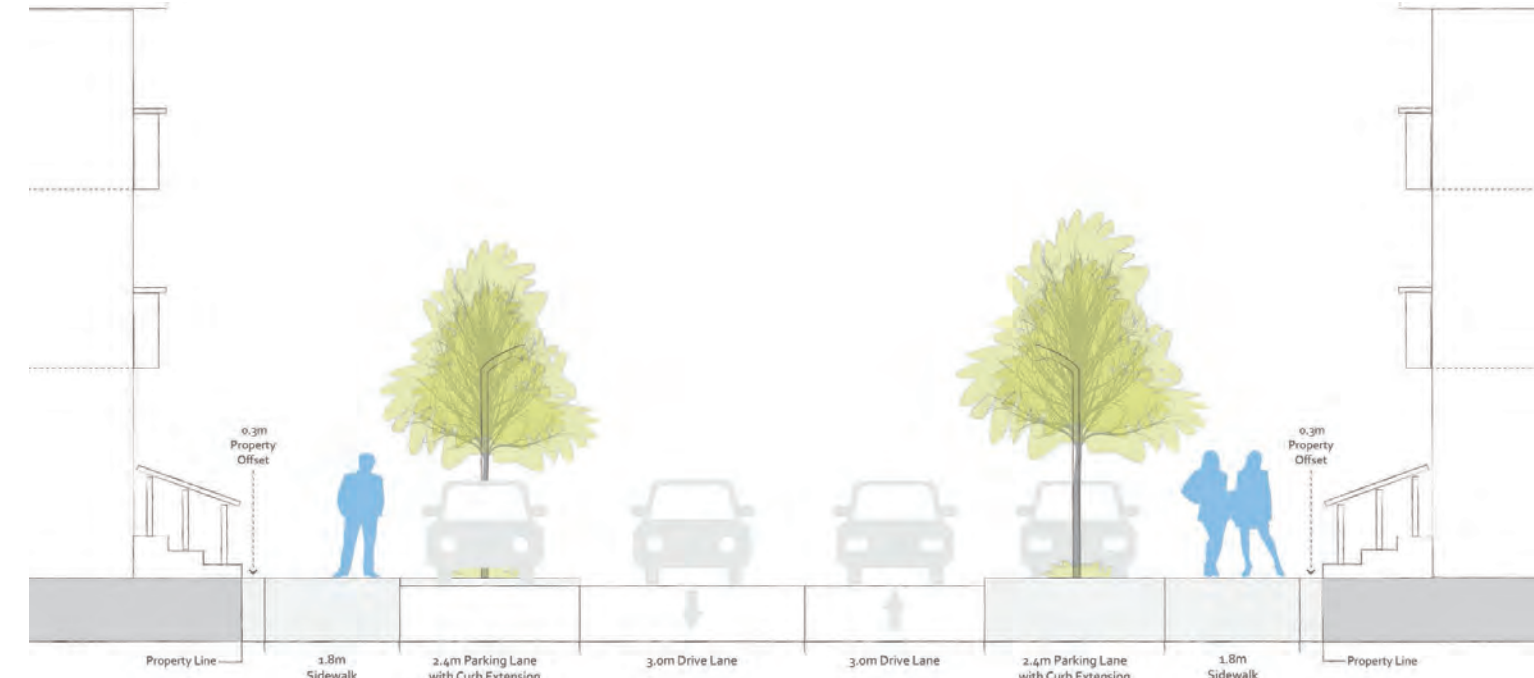 0.3m
Property
Offset
0.3m
Property
Offset
Property Line
1.8m
Sidewalk
2.4m Parking Lane
with Curb Extension
3.0m Drive Lane
3.0m Drive Lane
2.4m Parking Lane
with Curb Extension
1.8m
Sidewalk
Property Line